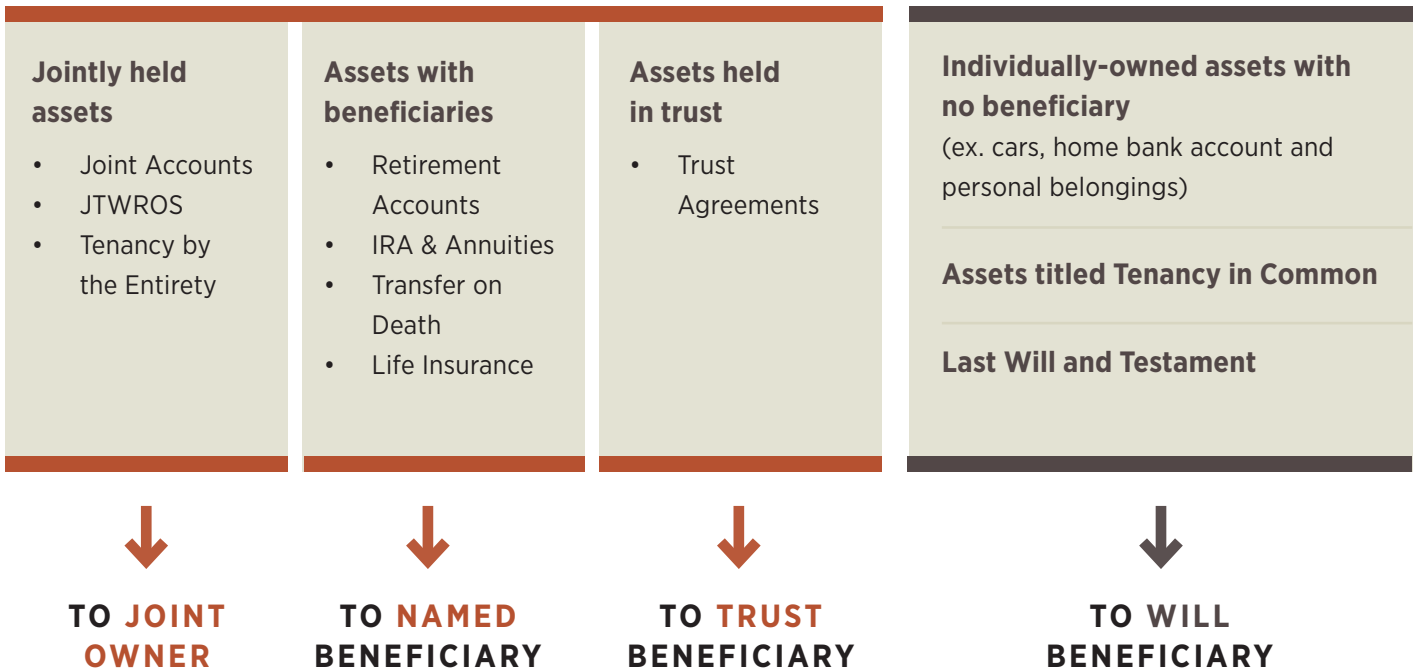 Jointly held
assets
• Joint Accounts
• JTWROS
• Tenancy by
the Entirety
Assets with
beneficiaries
• Retirement
Accounts
• IRA & Annuities
• Transfer on
Death
• Life Insurance
Assets held
in trust
• Trust
Agreements
Individually-owned assets with
no beneficiary
(ex. cars, home bank account and
personal belongings)
Assets titled Tenancy in Common
Last Will and Testament
TO JOINT
OWNER
TO NAMED
BENEFICIARY
TO TRUST
BENEFICIARY
TO WILL
BENEFICIARY